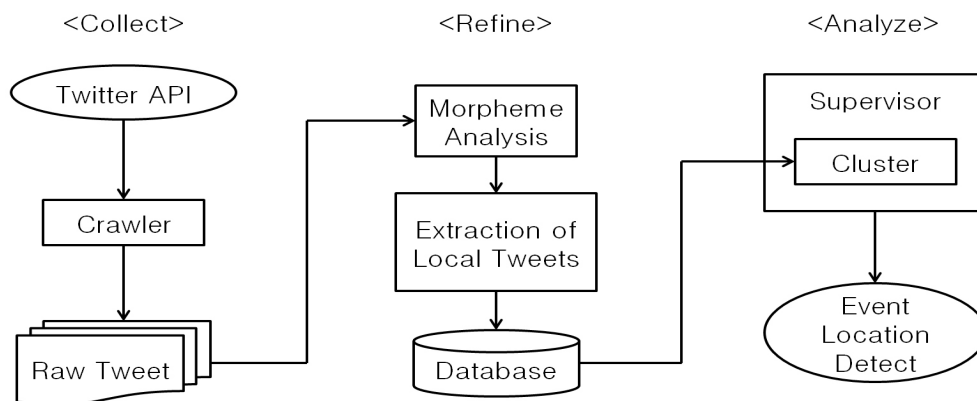 <Collect>
<Refine>
<Analyze>
Twitter API
Crawler
Raw Tweet
Morpheme
Analysis
Extraction of
Local Tweets
Database
Supervisor
Cluster
Event
Location
Detect